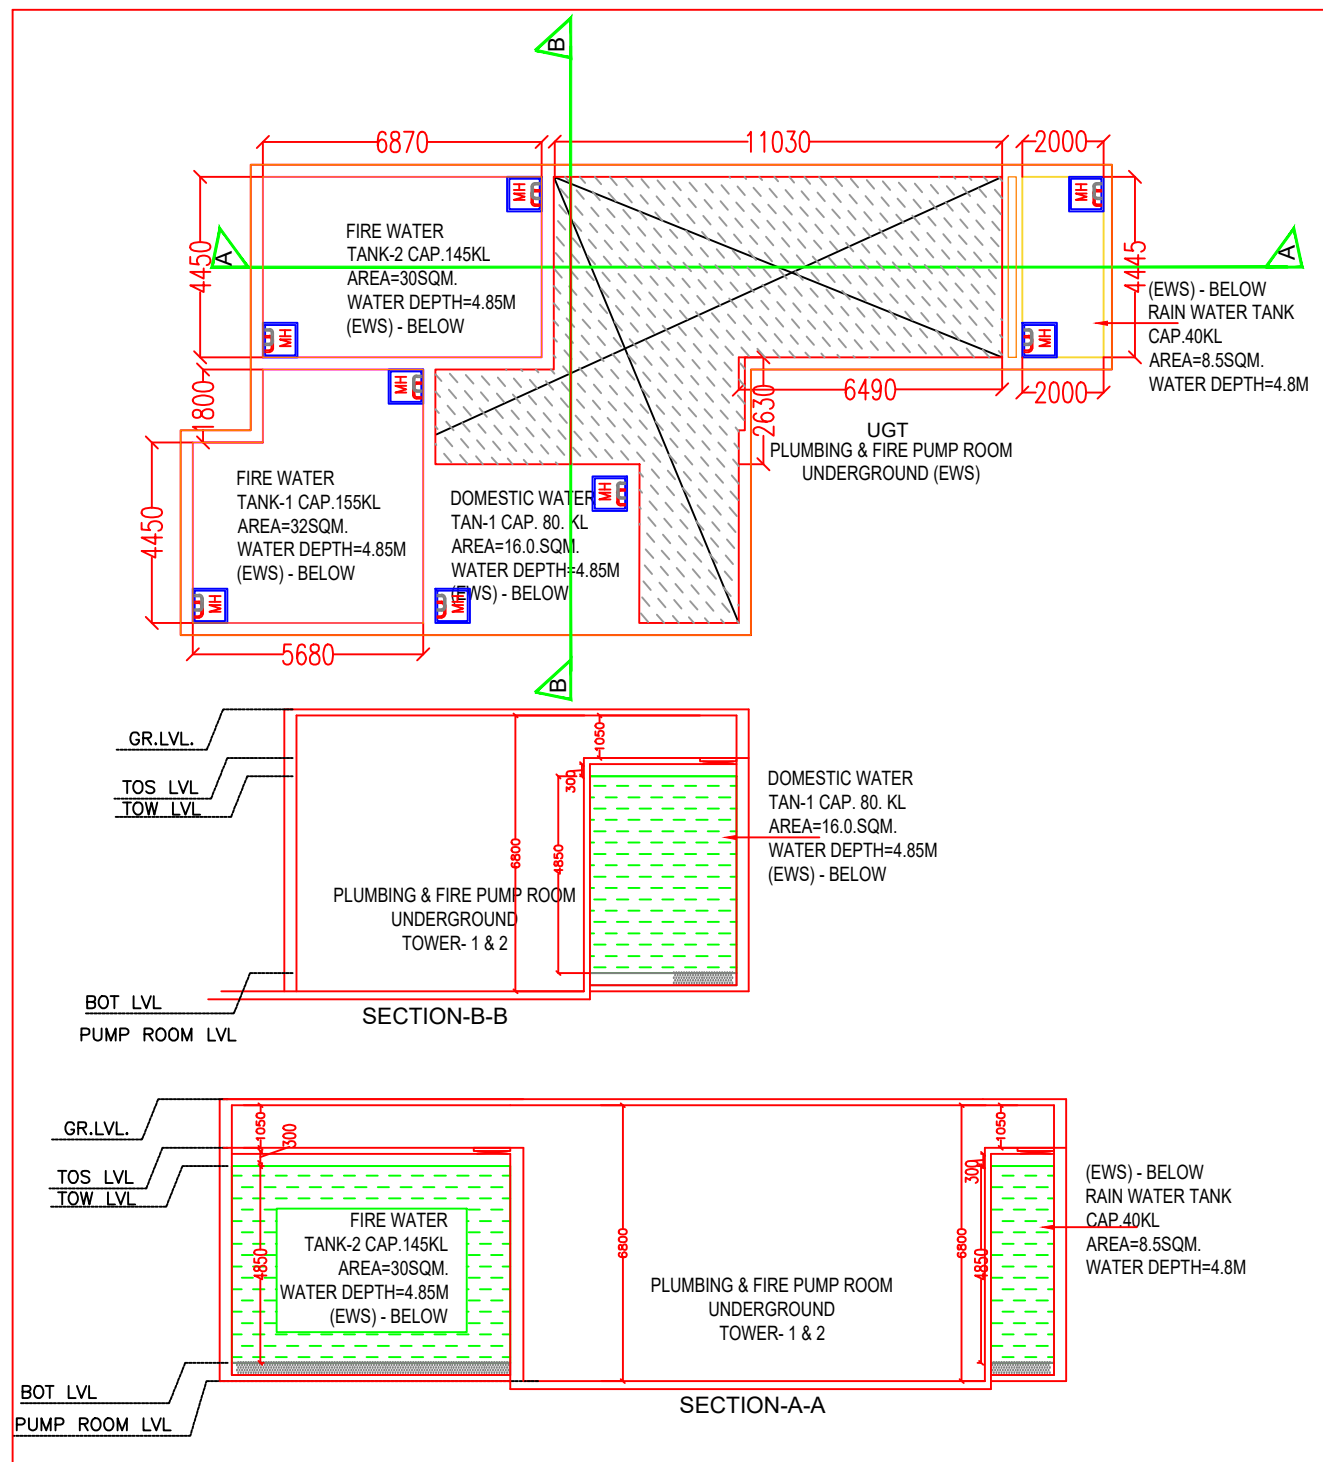 B
6870
11030
2000
MH
MH
FIRE WATER
TANK-2 CAP.145KL
AREA=30SQM.
WATER DEPTH=4.85M
(EWS) - BELOW
4450
A
A
4445
(EWS) - BELOW
RAIN WATER TANK
CAP.40KL
AREA=8.5SQM.
WATER DEPTH=4.8M
MH
MH
MH
1800
6490
2000
2630
UGT
PLUMBING & FIRE PUMP ROOM
UNDERGROUND (EWS)
FIRE WATER
TANK-1 CAP.155KL
AREA=32SQM.
WATER DEPTH=4.85M
(EWS) - BELOW
4450
DOMESTIC WATER
TAN-1 CAP. 80. KL
AREA=16.0.SQM.
WATER DEPTH=4.85M
(EWS) - BELOW
MH
MH
MH
5680
B
GR.LVL.
TOS LVL
TOW LVL
1050
300
6800
4850
PLUMBING & FIRE PUMP ROOM
UNDERGROUND
TOWER- 1 & 2
DOMESTIC WATER
TAN-1 CAP. 80. KL
AREA=16.0.SQM.
WATER DEPTH=4.85M
(EWS) - BELOW
BOT LVL
PUMP ROOM LVL
SECTION-B-B
GR.LVL.
TOS LVL
TOW LVL
1050
300
4850
FIRE WATER
TANK-2 CAP.145KL
AREA=30SQM.
WATER DEPTH=4.85M
(EWS) - BELOW
6800
PLUMBING & FIRE PUMP ROOM
UNDERGROUND
TOWER- 1 & 2
6800
1050
300
4850
(EWS) - BELOW
RAIN WATER TANK
CAP.40KL
AREA=8.5SQM.
WATER DEPTH=4.8M
BOT LVL
PUMP ROOM LVL
SECTION-A-A